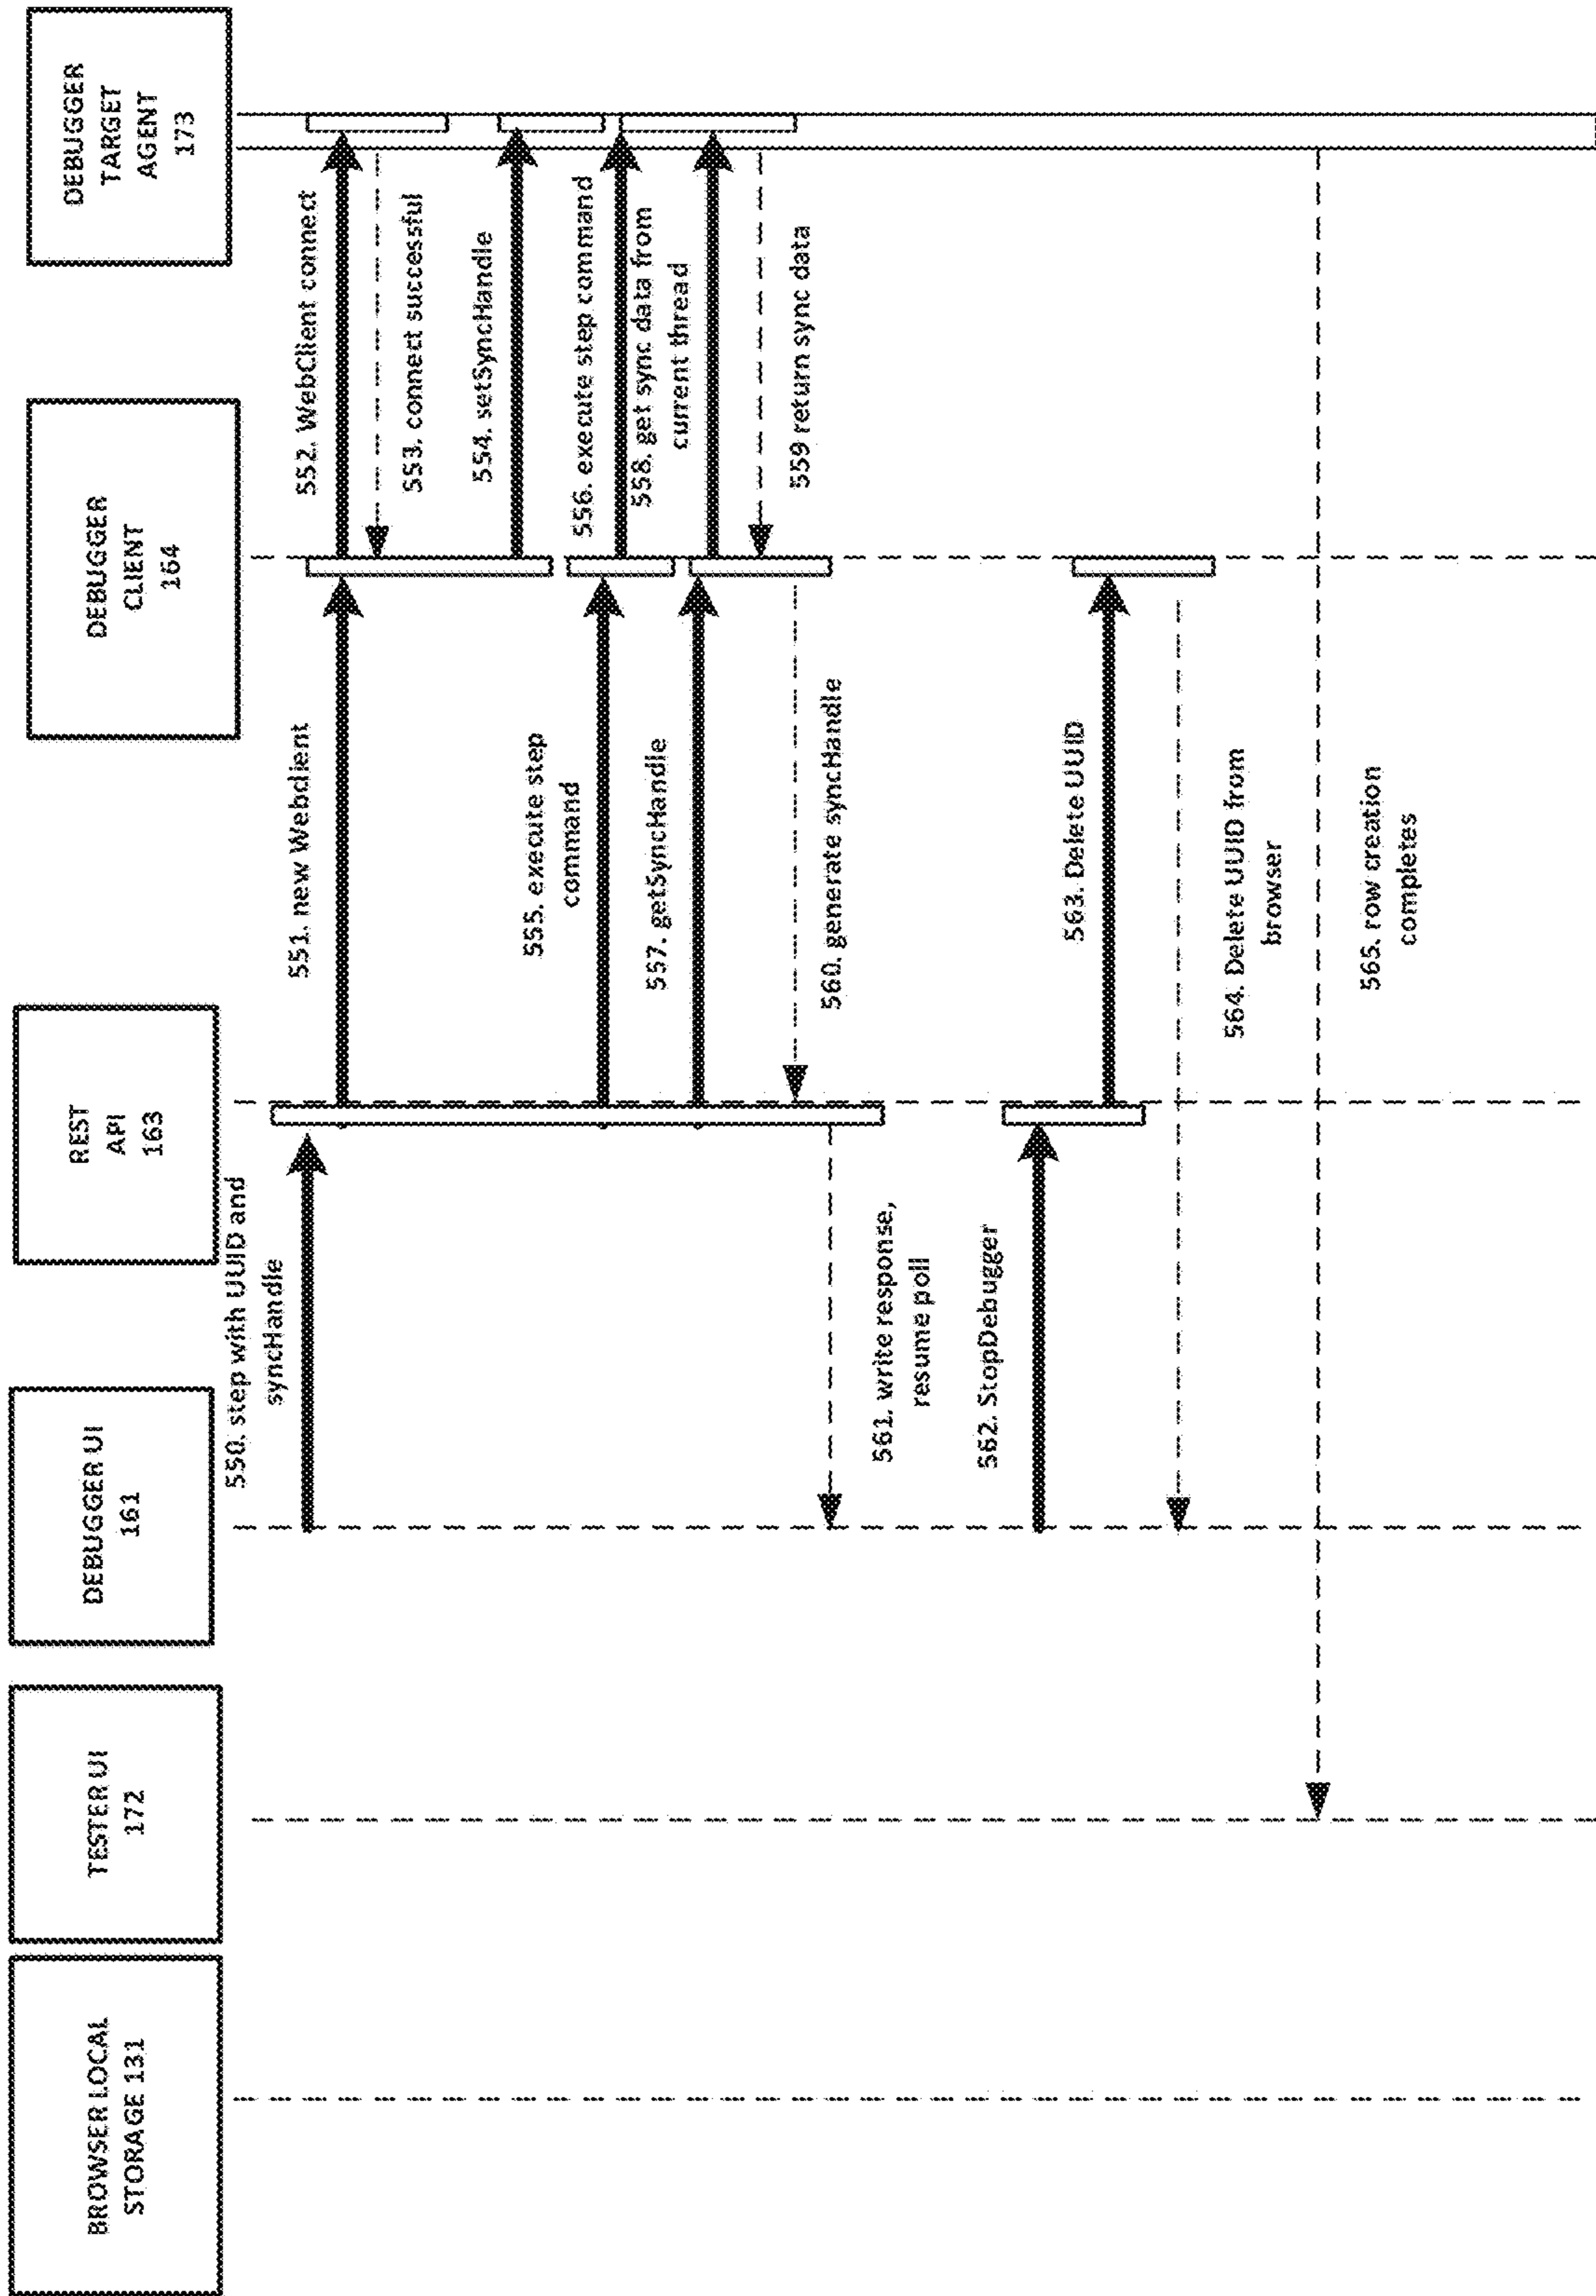 BROWSER LOCAL
STORAGE 131
TESTER UI
172
DEBUGGER UI
161
REST
API
163
DEBUGGER
CLIENT
164
DEBUGGER
TARGET
AGENT
173
550. step with UUID and
syncHandle
551. new Webclient
552. WebClient connect
553. connect successful
554. setSyncHandle
555. execute step
command
556. execute step command
557. getSyncHandle
558. get sync data from
current thread
559 return sync data
560. generate syncHandle
561. write response,
resume poll
562. StopDebugger
563. Delete UUID
564. Delete UUID from
browser
565. row creation
completes